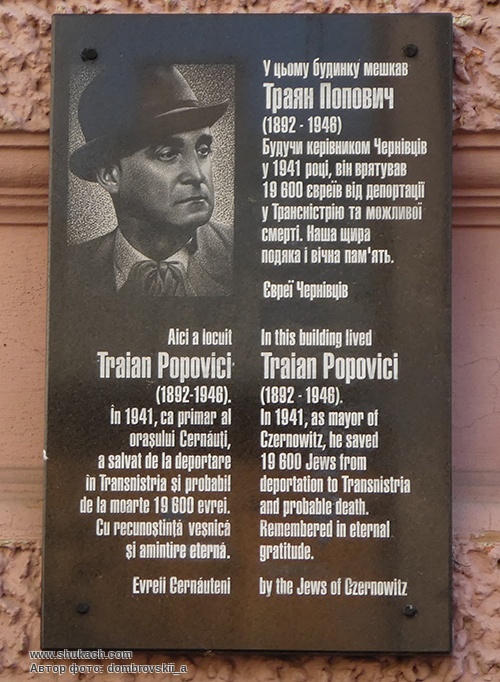 У цьому будинку мешкав
Траян Попович
(1892 - 1946)
Будучи керівником Чернівців
у 1941 році, він врятував
19 600 євреїв від депортації
у Трансністрію та можливої
смерті. Наша щира
подяка і вічна пам'ять.
Євреї Чернівців
Aici a locuit
Traian Popovici
(1892-1946).
În 1941, ca primar al
orașului Cernăuți,
a salvat de la deportare
în Transnistria și probabil
de la moarte 19 600 evrei.
Cu recunoștință veșnică
și amintire eternă.
Evreii Cernăuteni
In this building lived
Traian Popovici
(1892 - 1946).
In 1941, as mayor of
Czernowitz, he saved
19 600 Jews from
deportation to Transnistria
and probable death.
Remembered in eternal
gratitude.
by the Jews of Czernowitz
www.shukach.com
Автор фото: dombrovskii_a